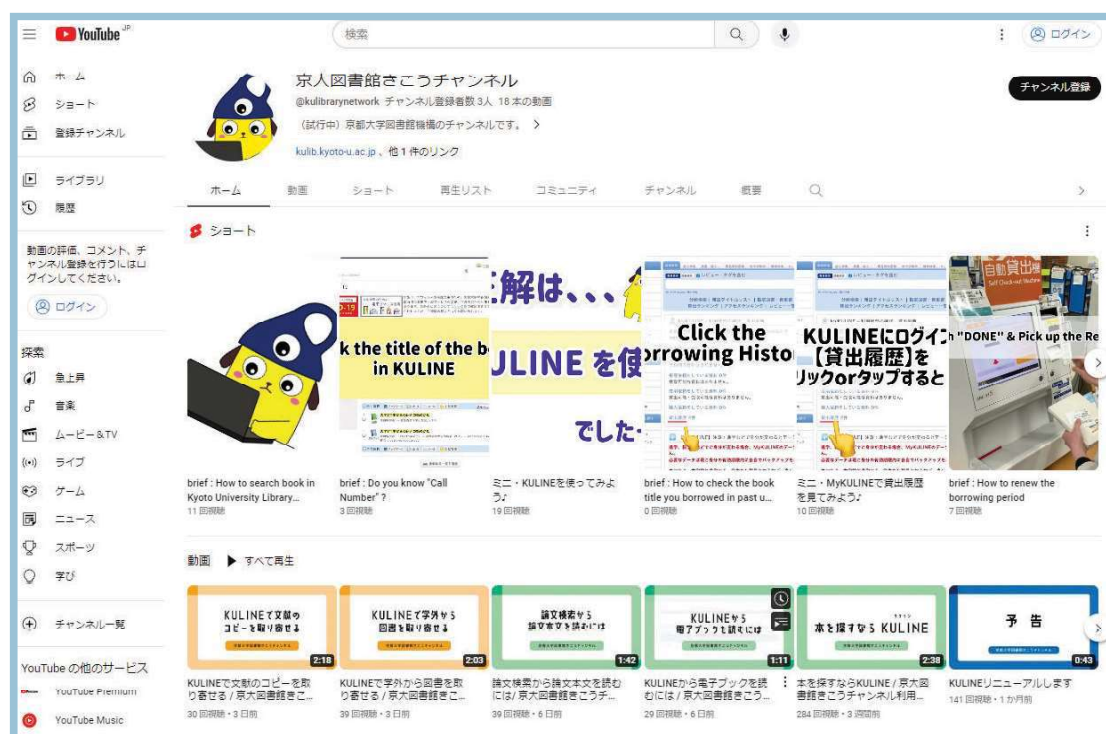 YouTube JP
検索
ログイン
ホーム
ショート
登録チャンネル
ライブラリ
履歴
動画の評価、コメント、チ
ャンネル登録を行うにはロ
グインしてください。
ログイン
探索
急上昇
音楽
ムービー&TV
ライブ
ゲーム
ニュース
スポーツ
学び
チャンネル一覧
YouTube の他のサービス
YouTube Premium
YouTube Music
京大図書館きこうチャンネル
@kulibrarynetwork チャンネル登録者数 3人 18 本の動画
（試行中）京都大学図書館機構のチャンネルです。
kulib.kyoto-u.ac.jp、他 1 件のリンク
チャンネル登録
ホーム 動画 ショート 再生リスト コミュニティ チャンネル 概要
ショート
k the title of the b
in KULINE
解は、、、
ULINE を使
でした
Click the
orrowing Histo
KULINEにログイン
【貸出履歴】を
リックorタップすると
自動貸出機
Self Check-out Machine
"DONE" & Pick up the Re
brief : How to search book in
Kyoto University Library...
11 回視聴
brief : Do you know "Call
Number" ?
3 回視聴
ミニ・KULINEを使ってみよ
う♪
19 回視聴
brief : How to check the book
title you borrowed in past u...
0 回視聴
ミニ・MyKULINEで貸出履歴
を見てみよう♪
10 回視聴
brief : How to renew the
borrowing period
7 回視聴
動画 すべて再生
KULINEで文献の
コピーを取り寄せる
2:18
KULINEで学外から
図書を取り寄せる
2:03
論文検索から
論文本文を読むには
1:42
KULINEから
電子ブックを読むには
1:11
本を探すなら KULINE
2:38
予告
0:43
KULINEで文献のコピーを取
り寄せる / 京大図書館きこ...
30 回視聴・3 日前
KULINEで学外から図書を取
り寄せる / 京大図書館きこ...
39 回視聴・3 日前
論文検索から論文本文を読む
には / 京大図書館きこうチ...
39 回視聴・6 日前
KULINEから電子ブックを読
むには / 京大図書館きこ...
29 回視聴・6 日前
本を探すならKULINE / 京大図
書館きこうチャンネル利用...
284 回視聴・3 週間前
KULINEリニューアルします
141 回視聴・1 か月前